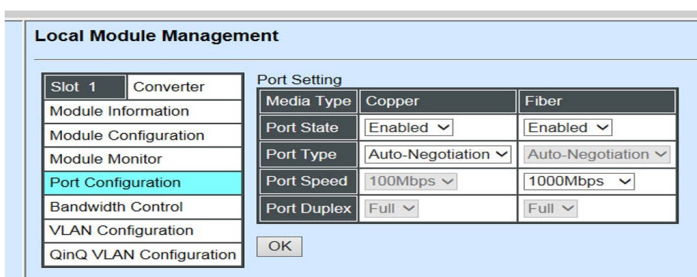 Local Module Management
Slot 1 Converter
Module Information
Module Configuration
Module Monitor
Port Configuration
Bandwidth Control
VLAN Configuration
QinQ VLAN Configuration
Port Setting
Media Type Copper Fiber
Port State Enabled Enabled
Port Type Auto-Negotiation Auto-Negotiation
Port Speed 100Mbps 1000Mbps
Port Duplex Full Full
OK